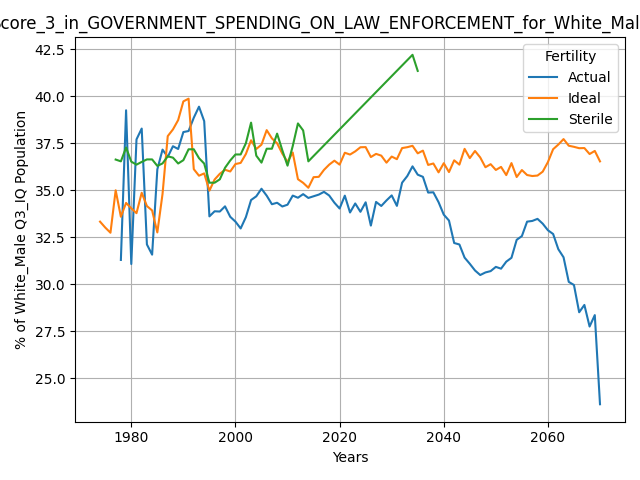 core_3_in_GOVERNMENT_SPENDING_ON_LAW_ENFORCEMENT_for_White_Mal
42.5
40.0
37.5
35.0
32.5
30.0
27.5
25.0
% of White_Male Q3_IQ Population
Fertility
Actual
Ideal
Sterile
1980
2000
2020
2040
2060
Years